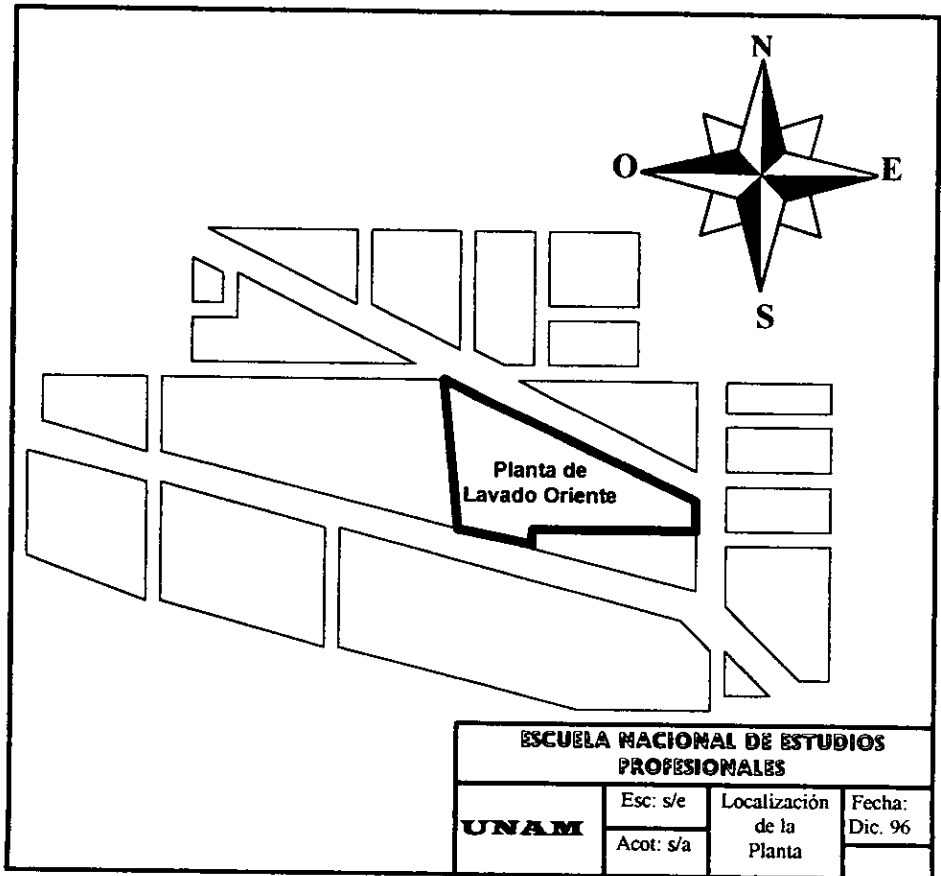 N
O
E
S
Planta de
Lavado Oriente
ESCUELA NACIONAL DE ESTUDIOS
PROFESIONALES
UNAM
Esc: s/e
Acot: s/a
Localización
de la
Planta
Fecha:
Dic. 96